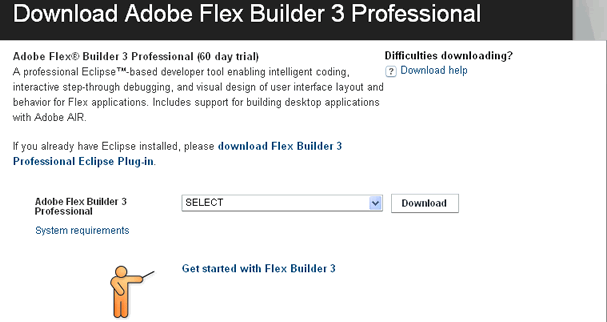 Download Adobe Flex Builder 3 Professional
Adobe Flex® Builder 3 Professional (60 day trial)
A professional Eclipse™-based developer tool enabling intelligent coding,
interactive step-through debugging, and visual design of user interface layout and
behavior for Flex applications. Includes support for building desktop applications
with Adobe AIR.
If you already have Eclipse installed, please download Flex Builder 3
Professional Eclipse Plug-in.
Difficulties downloading?
? Download help
Adobe Flex Builder 3
Professional
SELECT
Download
System requirements
Get started with Flex Builder 3